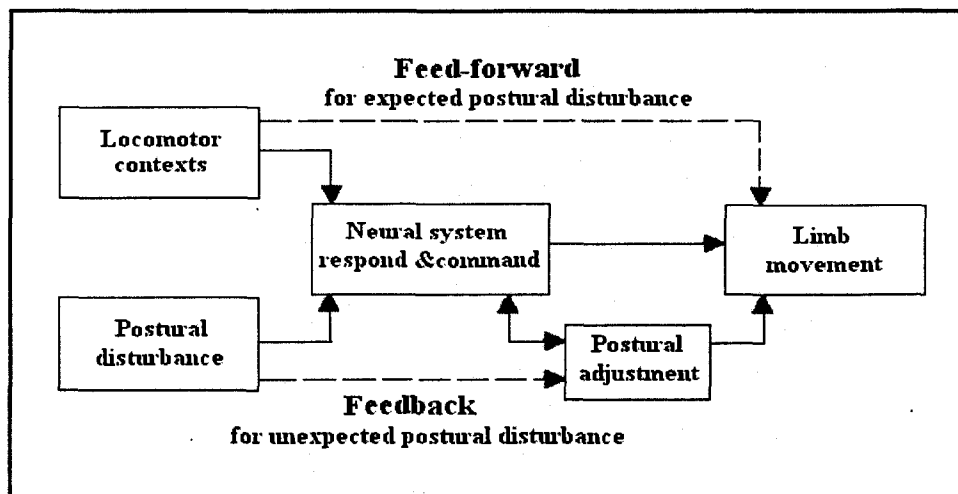 Feed-forward
for expected postural disturbance
Locomotor
contexts
Neural system
respond &command
Limb
movement
Postural
disturbance
Postural
adjustment
Feedback
for unexpected postural disturbance